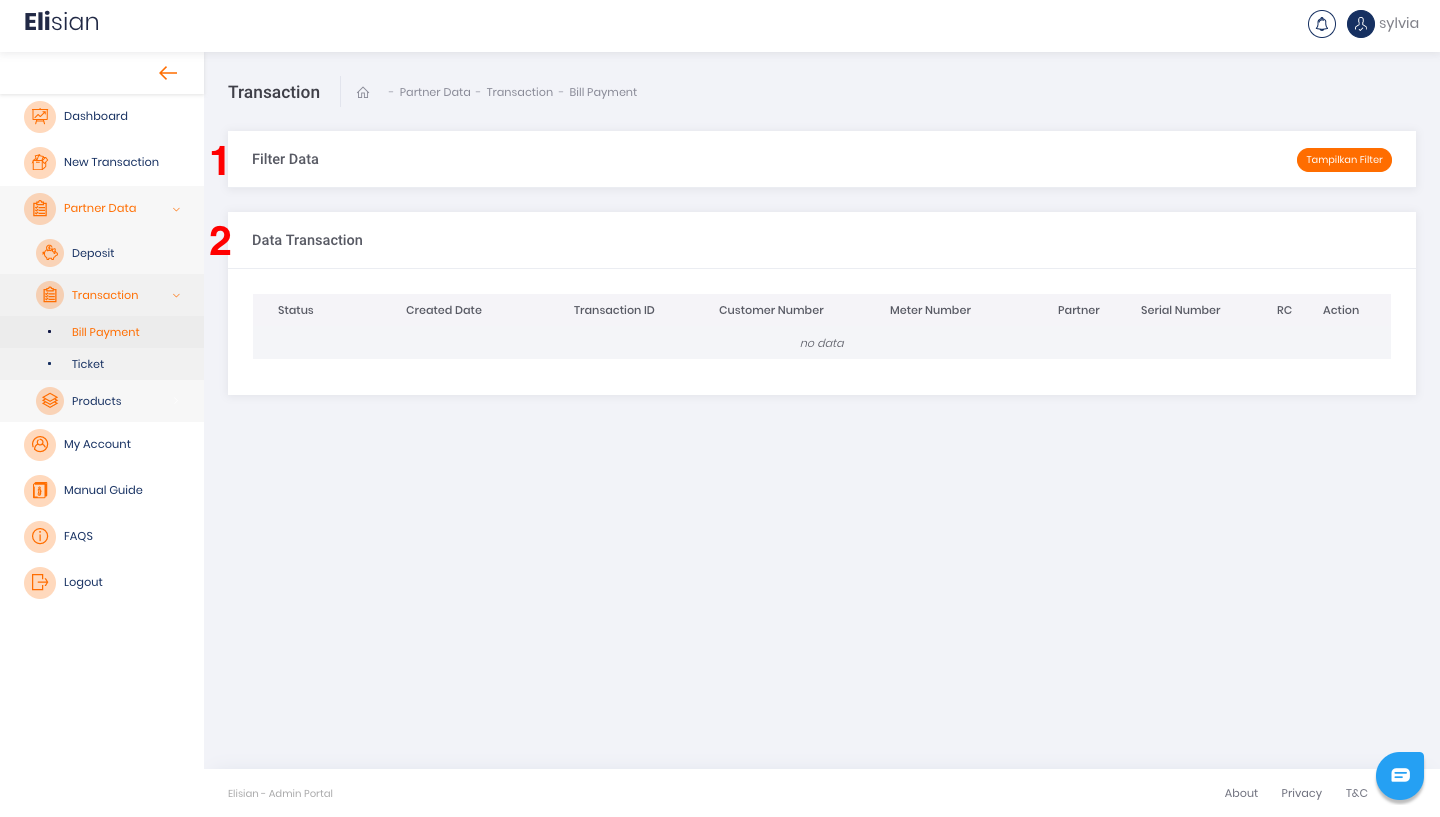 Elisian
sylvia
Dashboard
New Transaction
Partner Data
Deposit
Transaction
Bill Payment
Ticket
Products
My Account
Manual Guide
FAQS
Logout
Transaction - Partner Data - Transaction - Bill Payment
1 Filter Data Tampilkan Filter
2 Data Transaction
Status Created Date Transaction ID Customer Number Meter Number Partner Serial Number RC Action
no data
Elisian - Admin Portal About Privacy T&C